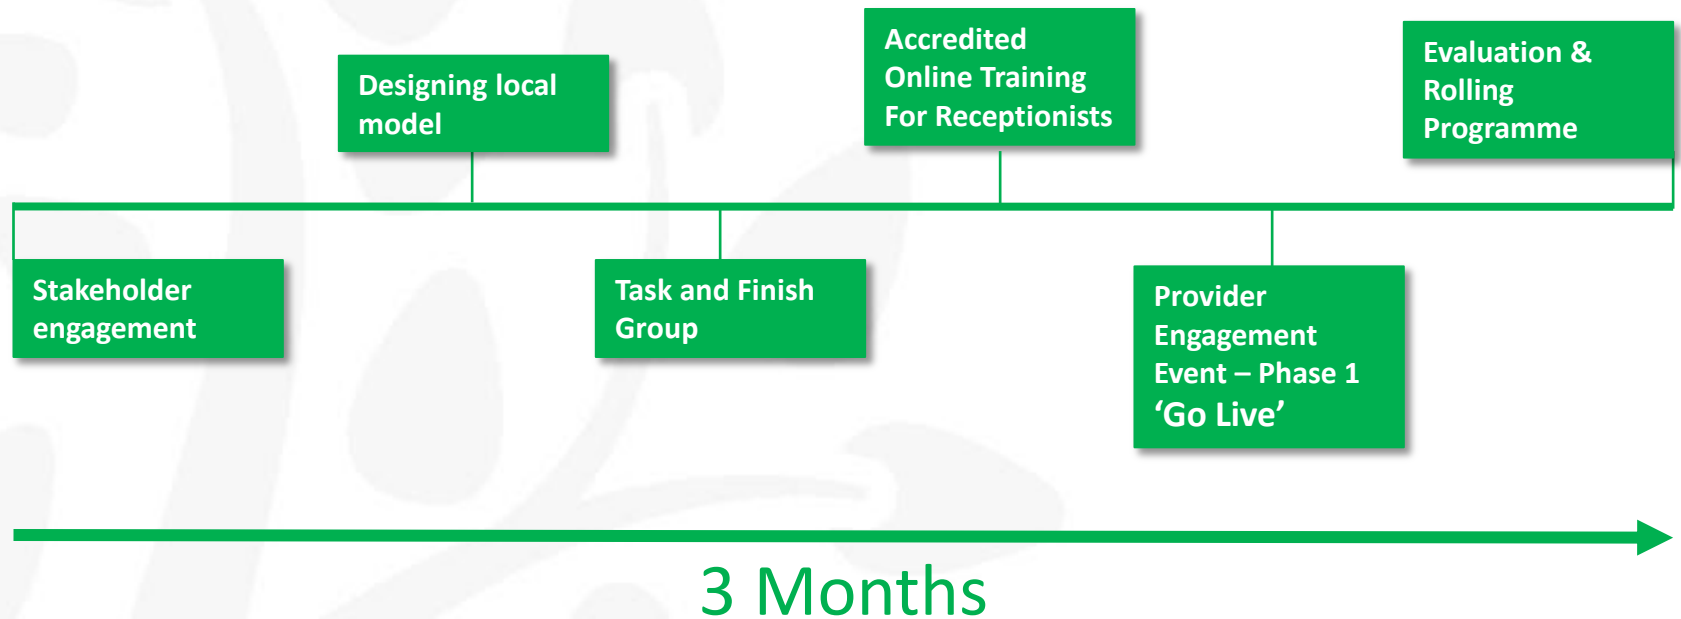 Designing local
model
Accredited
Online Training
For Receptionists
Evaluation &
Rolling
Programme
Stakeholder
engagement
Task and Finish
Group
Provider
Engagement
Event – Phase 1
‘Go Live’
3 Months